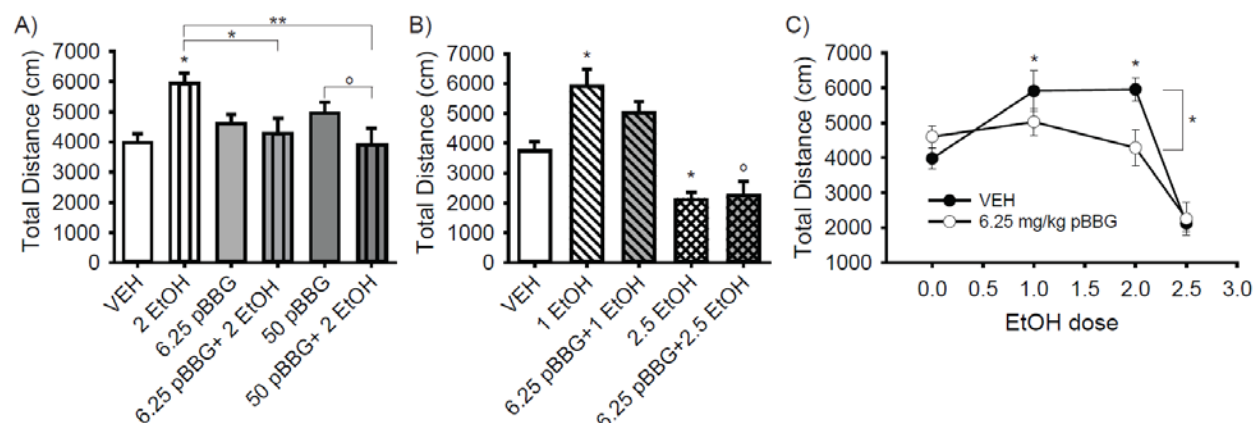 A)
Total Distance (cm)
7000
6000
5000
4000
3000
2000
1000
0
*
*
**
°
VEH
2 EtOH
6.25 pBBG
6.25 pBBG+ 2 EtOH
50 pBBG
50 pBBG+ 2 EtOH
B)
Total Distance (cm)
7000
6000
5000
4000
3000
2000
1000
0
*
*
°
VEH
1 EtOH
6.25 pBBG+1 EtOH
2.5 EtOH
6.25 pBBG+2.5 EtOH
C)
Total Distance (cm)
7000
6000
5000
4000
3000
2000
1000
*
*
*
VEH
6.25 mg/kg pBBG
0.0
1.0
2.0
2.5
3.0
EtOH dose